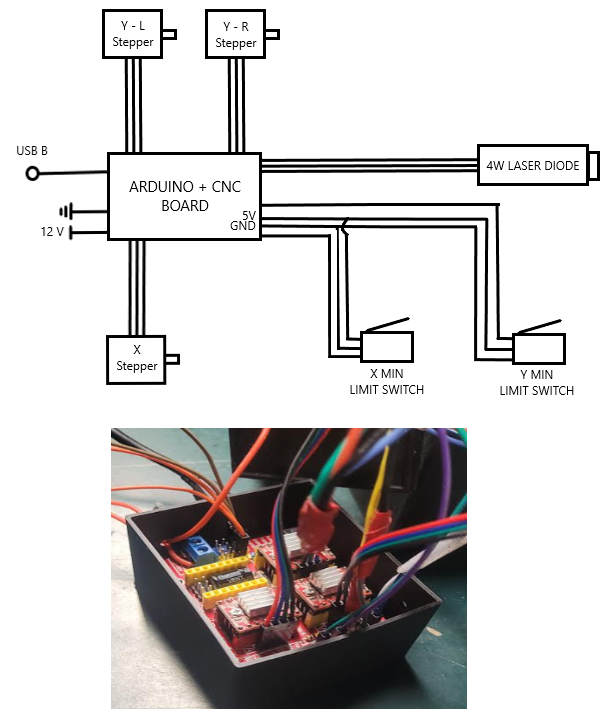 Y - L
Stepper
Y - R
Stepper
USB B
ARDUINO + CNC
BOARD
4W LASER DIODE
5V
GND
12 V
X
Stepper
X MIN
LIMIT SWITCH
Y MIN
LIMIT SWITCH